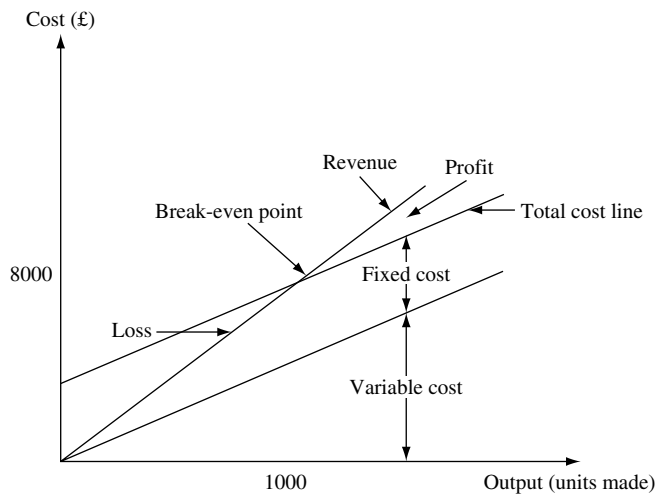 Cost (£)
Revenue
Profit
Break-even point
Total cost line
8000
Fixed cost
Loss
Variable cost
1000
Output (units made)